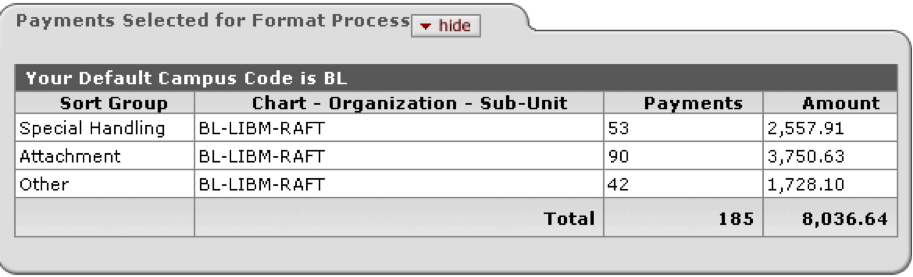 Payments Selected for Format Process hide
Your Default Campus Code is BL
Sort Group Chart - Organization - Sub-Unit Payments Amount
Special Handling BL-LIBM-RAFT 53 2,557.91
Attachment BL-LIBM-RAFT 90 3,750.63
Other BL-LIBM-RAFT 42 1,728.10
Total 185 8,036.64